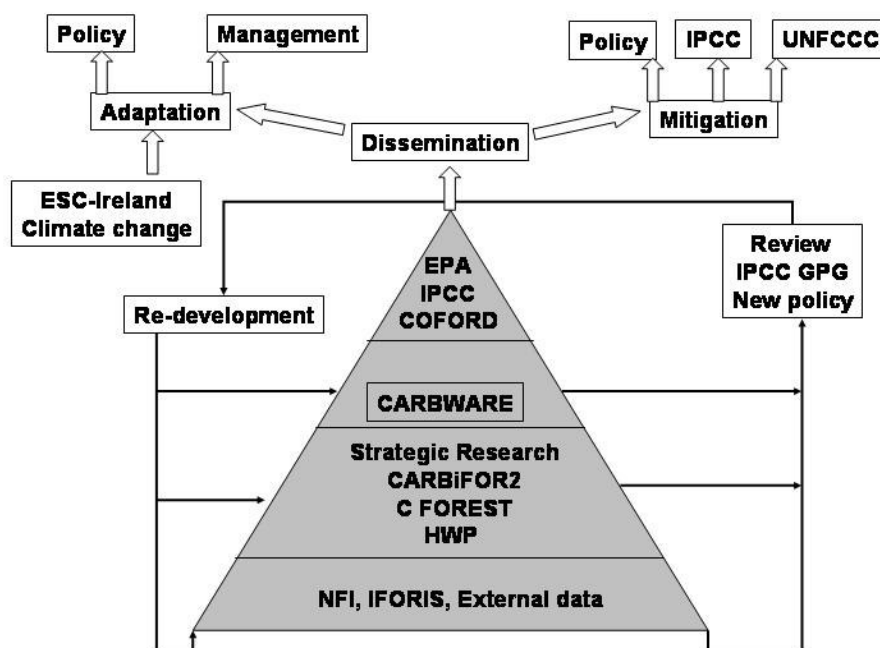 Policy
Management
Policy
IPCC
UNFCCC
Adaptation
Mitigation
Dissemination
ESC-Ireland
Climate change
Review
IPCC GPG
New policy
EPA
IPCC
COFORD
Re-development
CARBWARE
Strategic Research
CARBiFOR2
C FOREST
HWP
NFI, IFORIS, External data